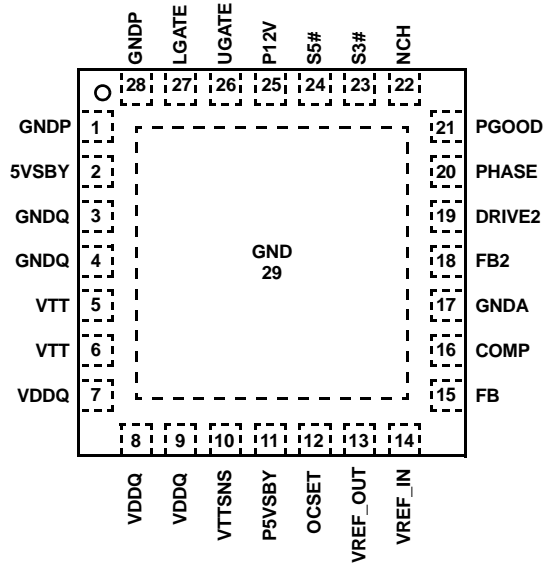 GNDP
LGATE
UGATE
P12V
S5#
S3#
NCH
28 27 26 25 24 23 22
GNDP 1
5VSBY 2
GNDQ 3
GNDQ 4
VTT 5
VTT 6
VDDQ 7
GND
29
21 PGOOD
20 PHASE
19 DRIVE2
18 FB2
17 GNDA
16 COMP
15 FB
8 9 10 11 12 13 14
VDDQ
VDDQ
VTTSNS
P5VSBY
OCSET
VREF_OUT
VREF_IN